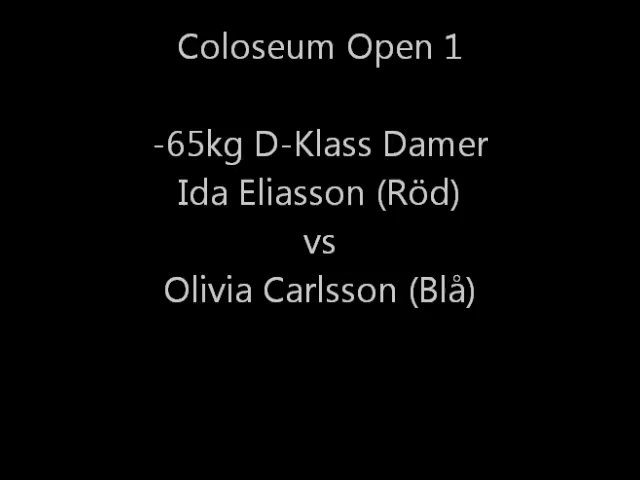 Coloseum Open 1
-65kg D-Klass Damer
Ida Eliasson (Röd)
vs
Olivia Carlsson (Blå)